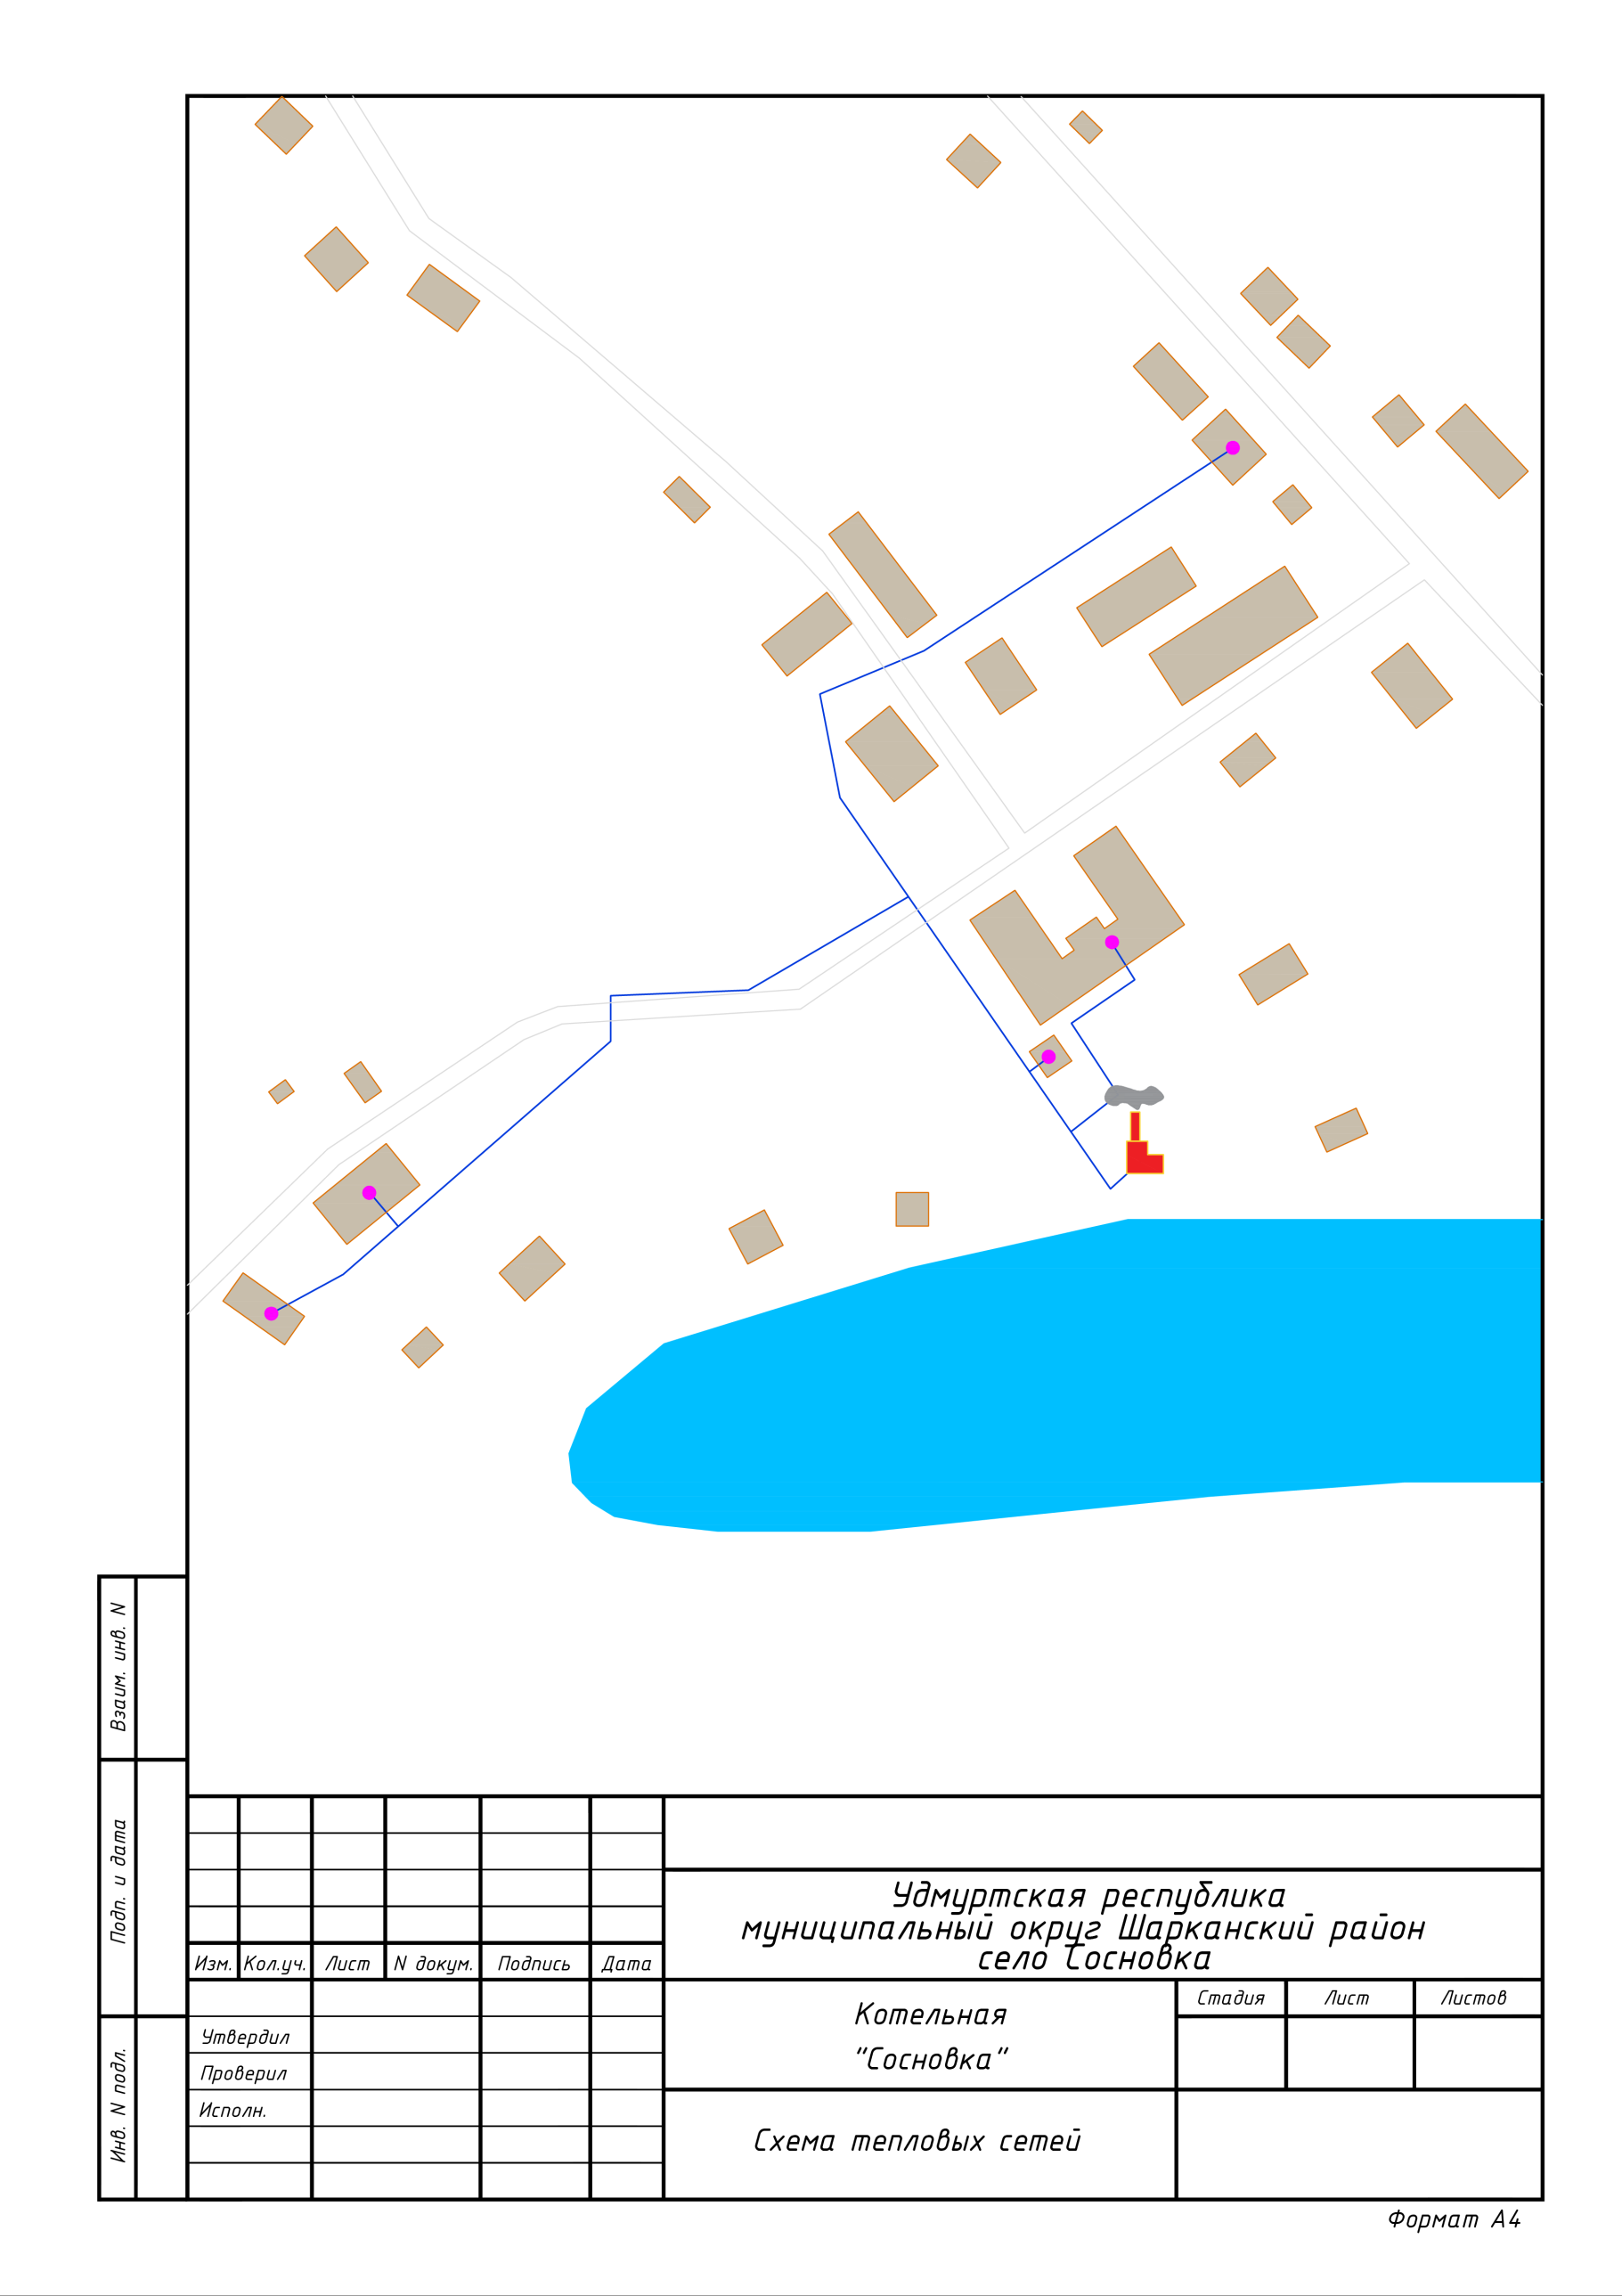 Взаим. инв. N
Подп. и дата
Инв. N подл.
Удмуртская республика
муниципальный округ Шарканский район
село Сосновка
Изм. Кол.уч. Лист N докум. Подпись Дата
Котельная
"Сосновка"
Стадия Лист Листов
Утвердил
Проверил
Исполн.
Схема тепловых сетей
Формат А4